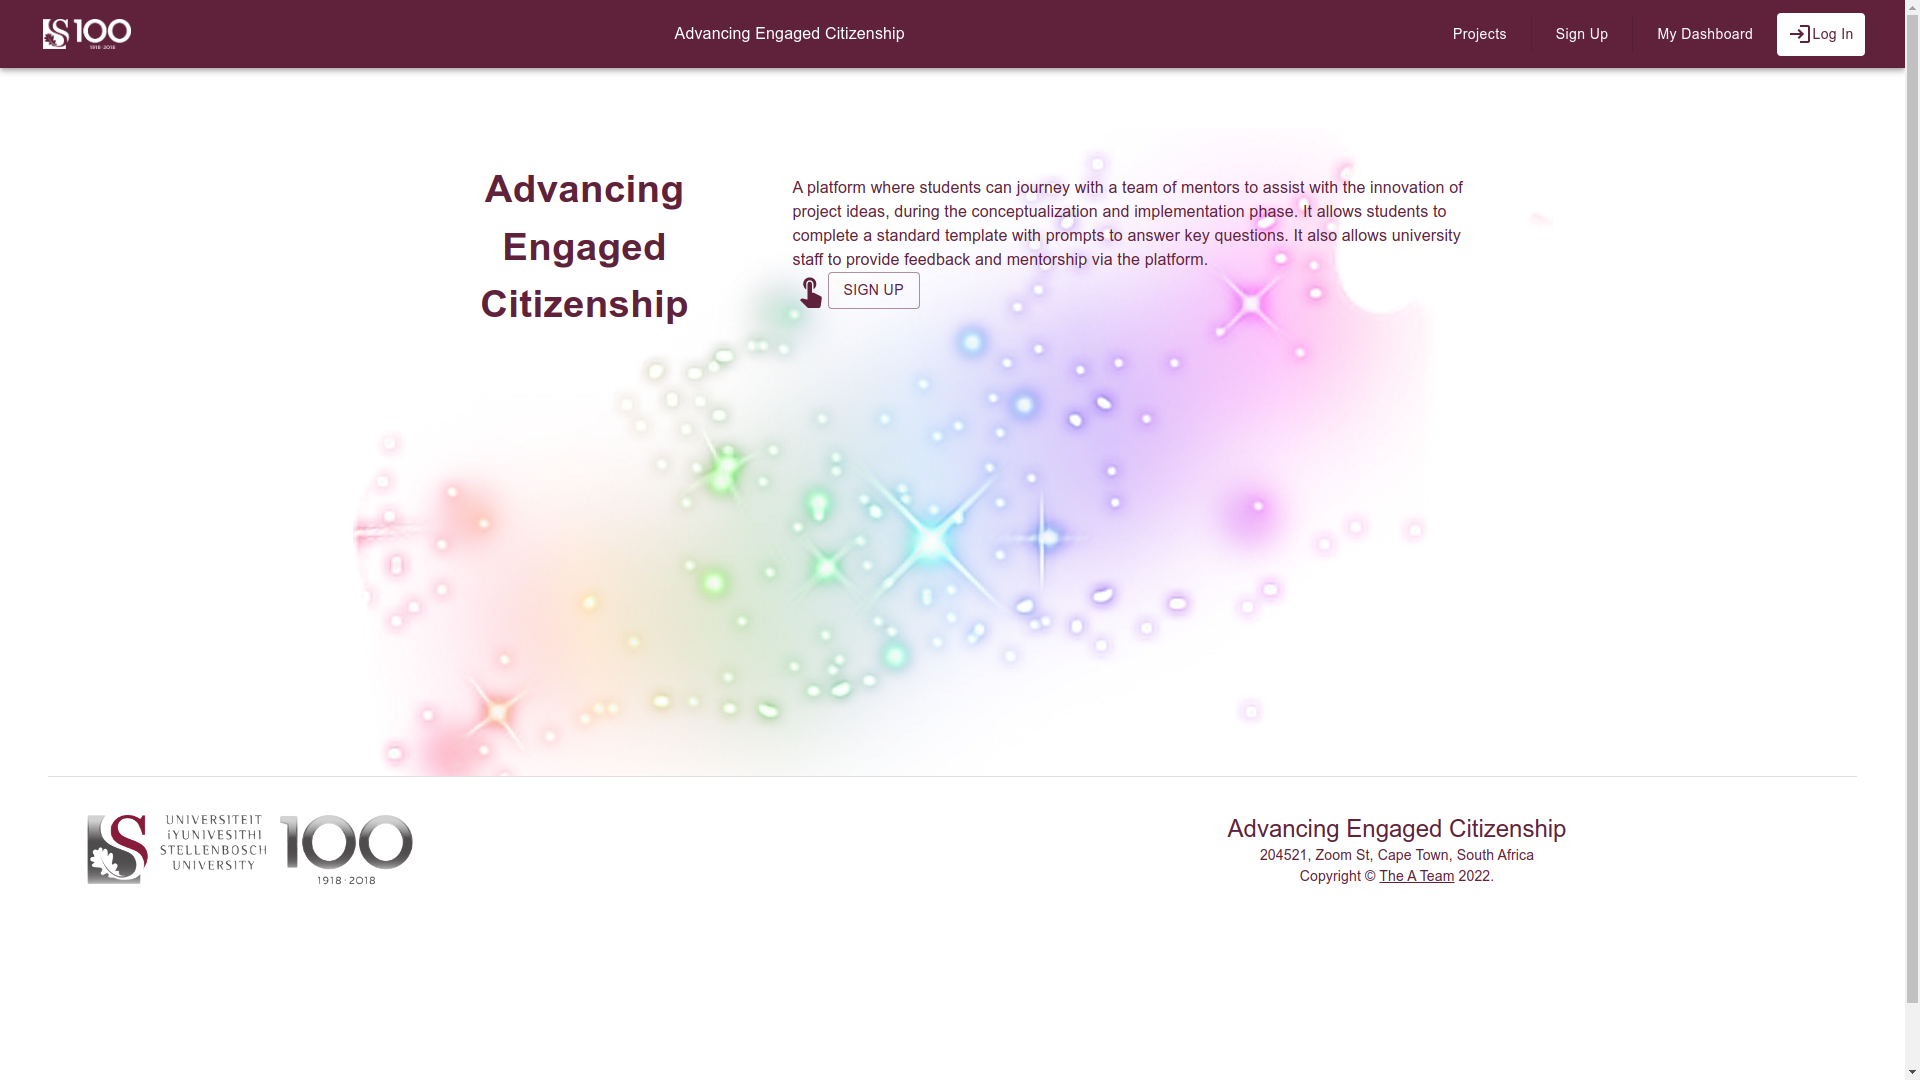 S 100
1918·2018
Advancing Engaged Citizenship
Projects
Sign Up
My Dashboard
Log In
Advancing
Engaged
Citizenship
A platform where students can journey with a team of mentors to assist with the innovation of
project ideas, during the conceptualization and implementation phase. It allows students to
complete a standard template with prompts to answer key questions. It also allows university
staff to provide feedback and mentorship via the platform.
SIGN UP
S
UNIVERSITEIT
iYUNIVESITHI
STELLENBOSCH
UNIVERSITY
100
1918·2018
Advancing Engaged Citizenship
204521, Zoom St, Cape Town, South Africa
Copyright © The A Team 2022.